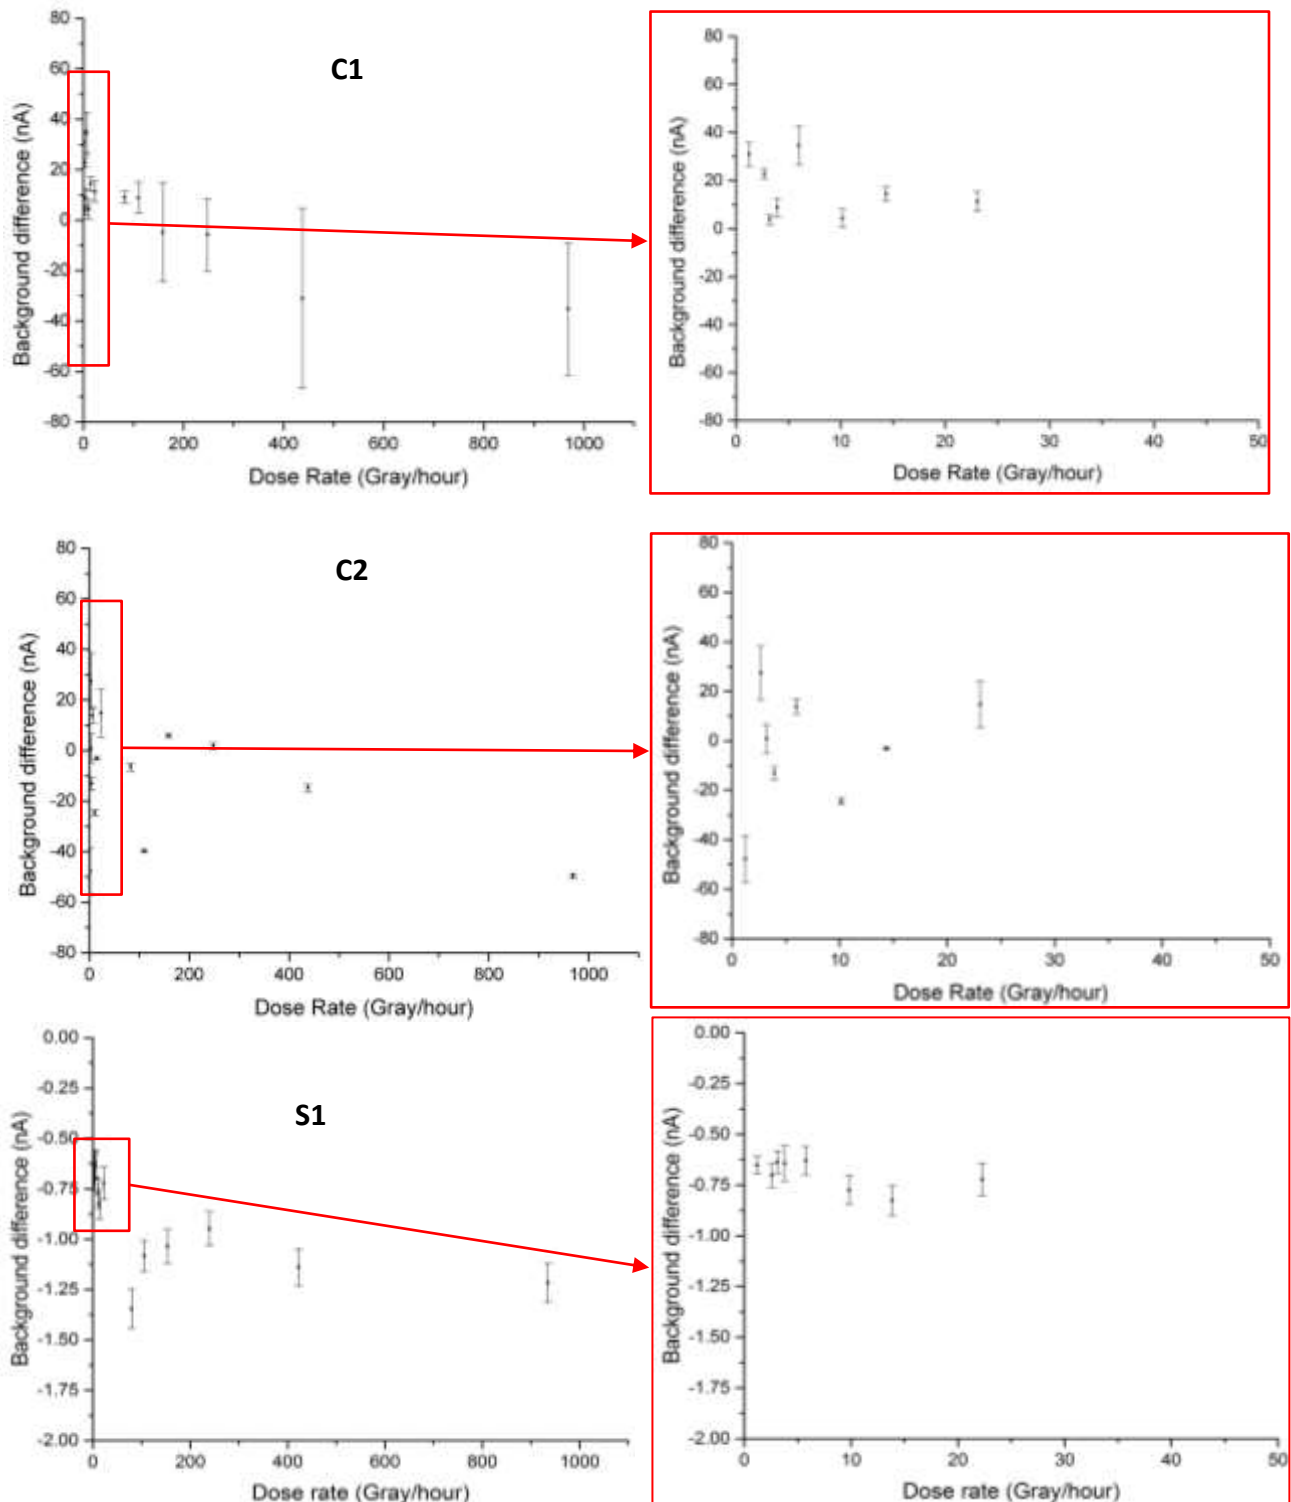 C1
Background difference (nA)
80
60
40
20
0
-20
-40
-60
-80
0 200 400 600 800 1000
Dose Rate (Gray/hour)
Background difference (nA)
80
60
40
20
0
-20
-40
-60
-80
0 10 20 30 40 50
Dose Rate (Gray/hour)
C2
Background difference (nA)
80
60
40
20
0
-20
-40
-60
-80
0 200 400 600 800 1000
Dose Rate (Gray/hour)
Background difference (nA)
80
60
40
20
0
-20
-40
-60
-80
0 10 20 30 40 50
Dose Rate (Gray/hour)
S1
Background difference (nA)
0.00
-0.25
-0.50
-0.75
-1.00
-1.25
-1.50
-1.75
-2.00
0 200 400 600 800 1000
Dose rate (Gray/hour)
Background difference (nA)
0.00
-0.25
-0.50
-0.75
-1.00
-1.25
-1.50
-1.75
-2.00
0 10 20 30 40 50
Dose rate (Gray/hour)